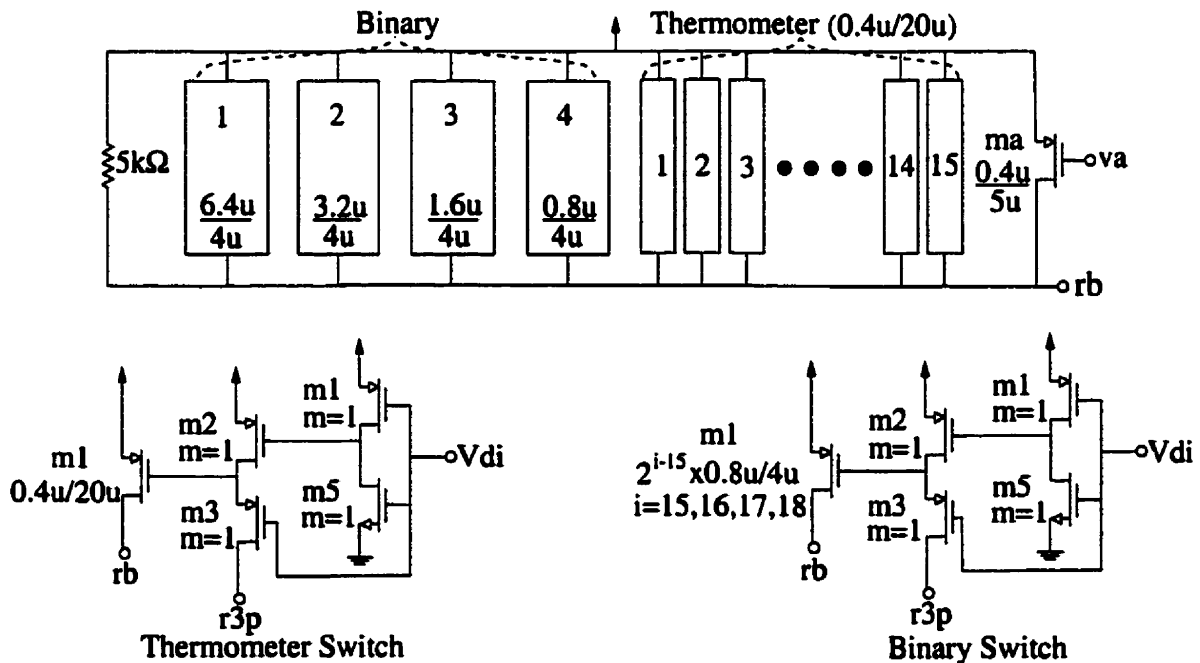 Binary
Thermometer (0.4u/20u)
5kΩ
1
6.4u
4u
2
3.2u
4u
3
1.6u
4u
4
0.8u
4u
1
2
3
14
15
ma
0.4u
5u
va
rb
m1
0.4u/20u
rb
m2
m=1
m3
m=1
r3p
m1
m=1
m5
m=1
Vdi
Thermometer Switch
m1
2^{i-15}x0.8u/4u
i=15,16,17,18
rb
m2
m=1
m3
m=1
r3p
m1
m=1
m5
m=1
Vdi
Binary Switch